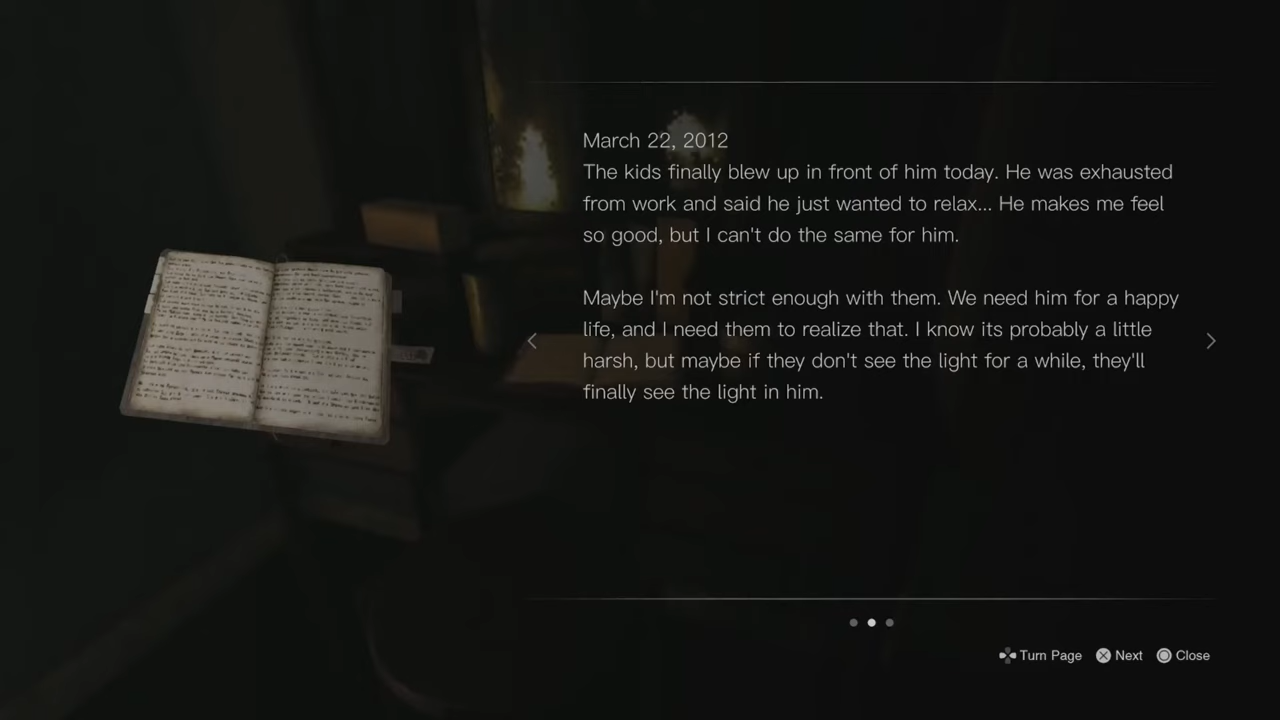 March 22, 2012
The kids finally blew up in front of him today. He was exhausted
from work and said he just wanted to relax... He makes me feel
so good, but I can't do the same for him.
Maybe I'm not strict enough with them. We need him for a happy
life, and I need them to realize that. I know its probably a little
harsh, but maybe if they don't see the light for a while, they'll
finally see the light in him.
Turn Page Next Close